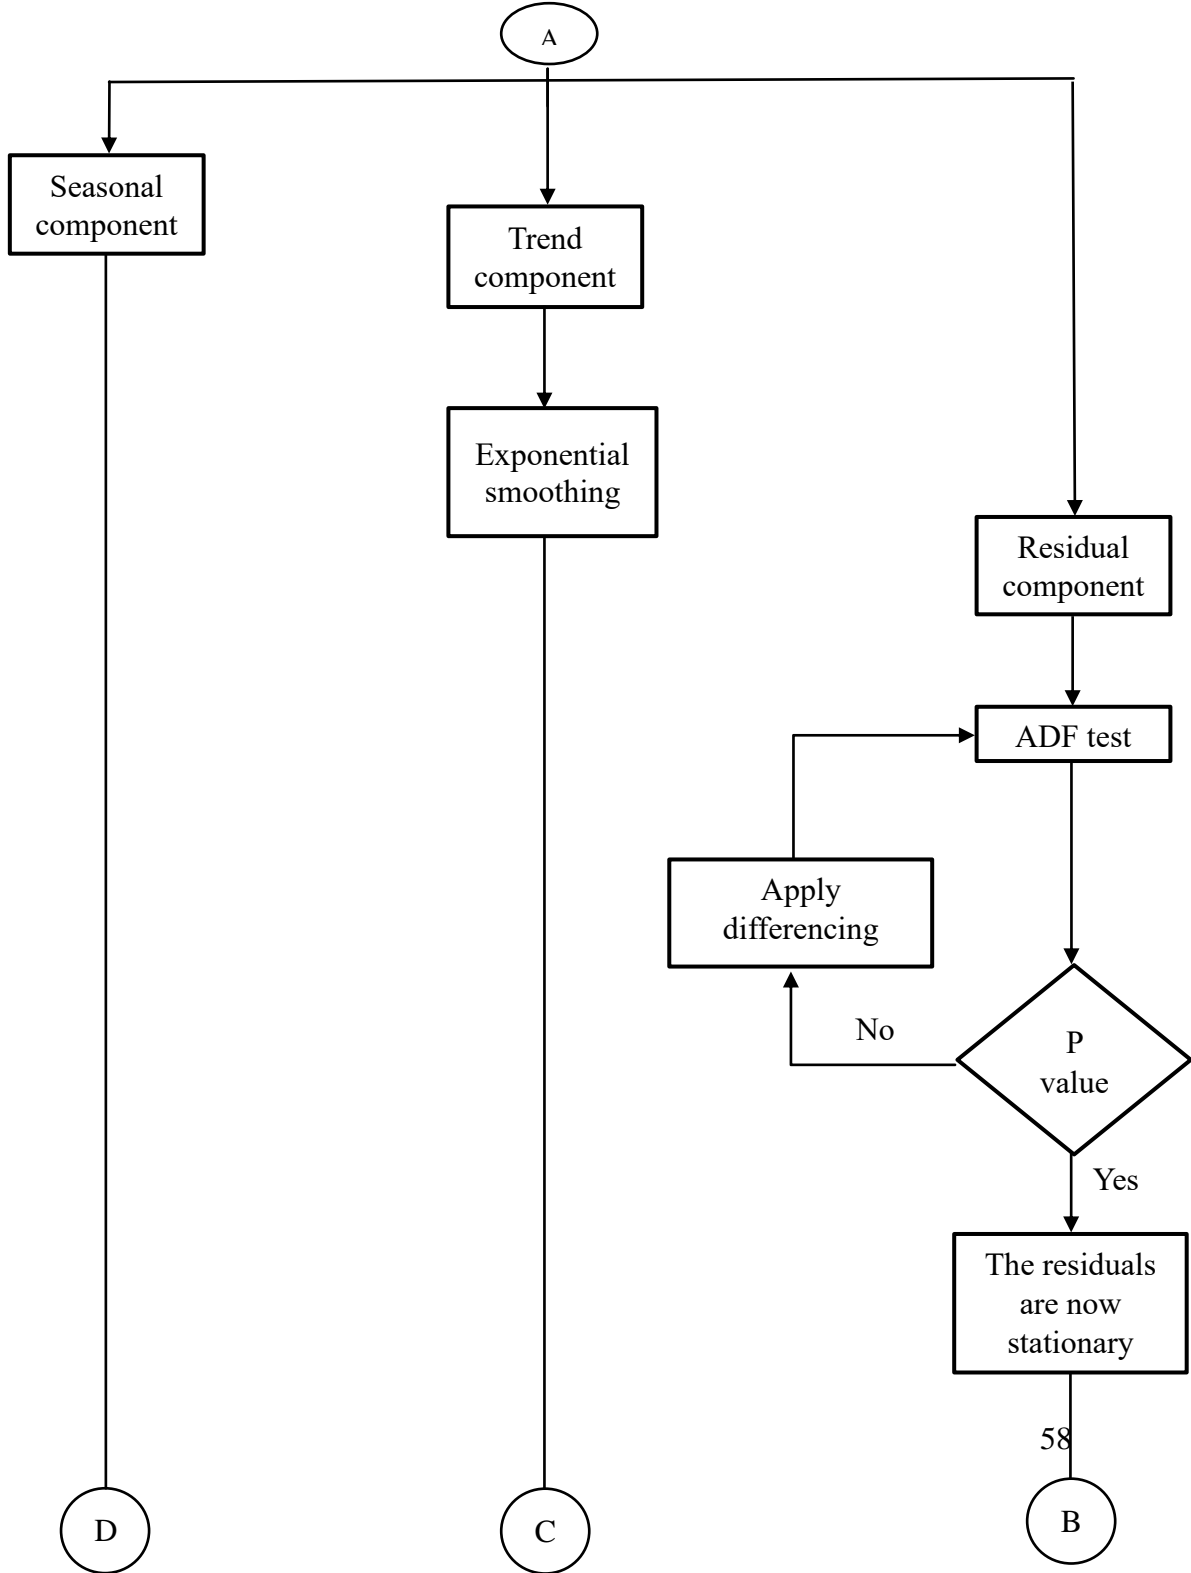 A
Seasonal
component
Trend
component
Exponential
smoothing
Residual
component
ADF test
Apply
differencing
No
P
value
Yes
The residuals
are now
stationary
58
D
C
B